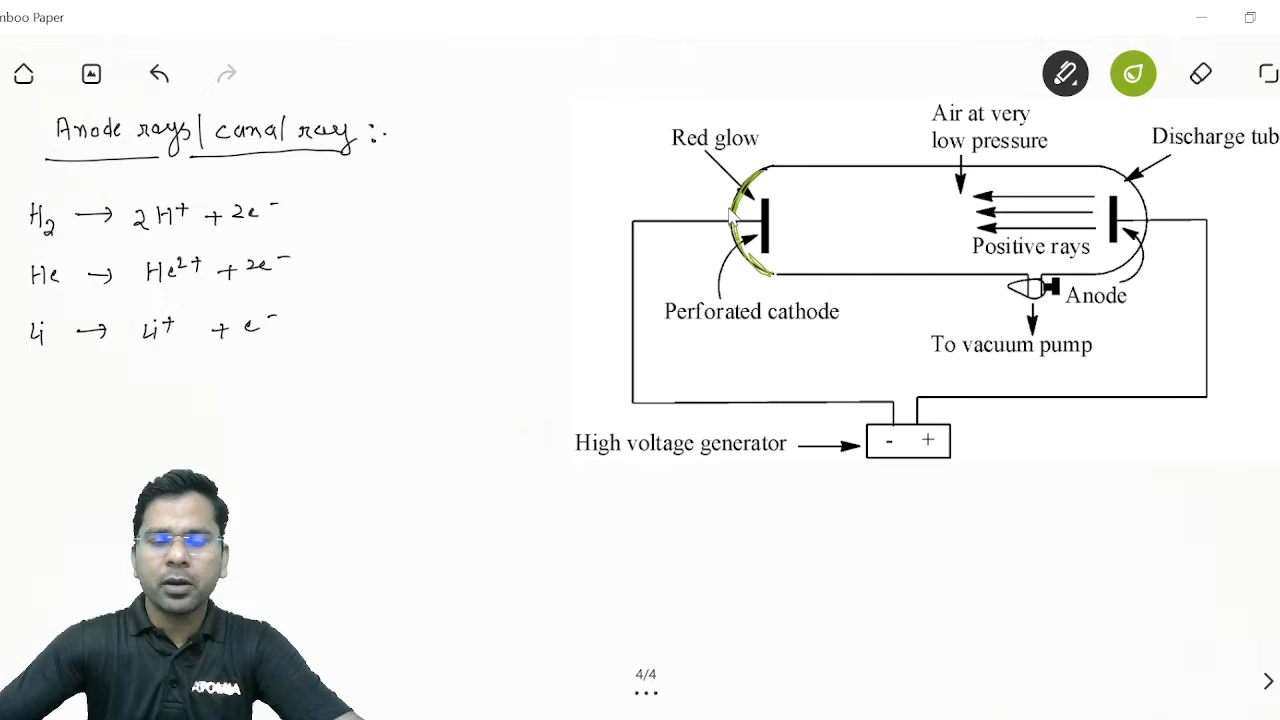 mboo Paper
Anode rays/canal ray:-
H2 → 2H+ + 2e-
He → He2+ + 2e-
Li → Li+ + e-
Red glow
Air at very
low pressure
Discharge tub
Positive rays
Anode
Perforated cathode
To vacuum pump
High voltage generator
- +
4/4